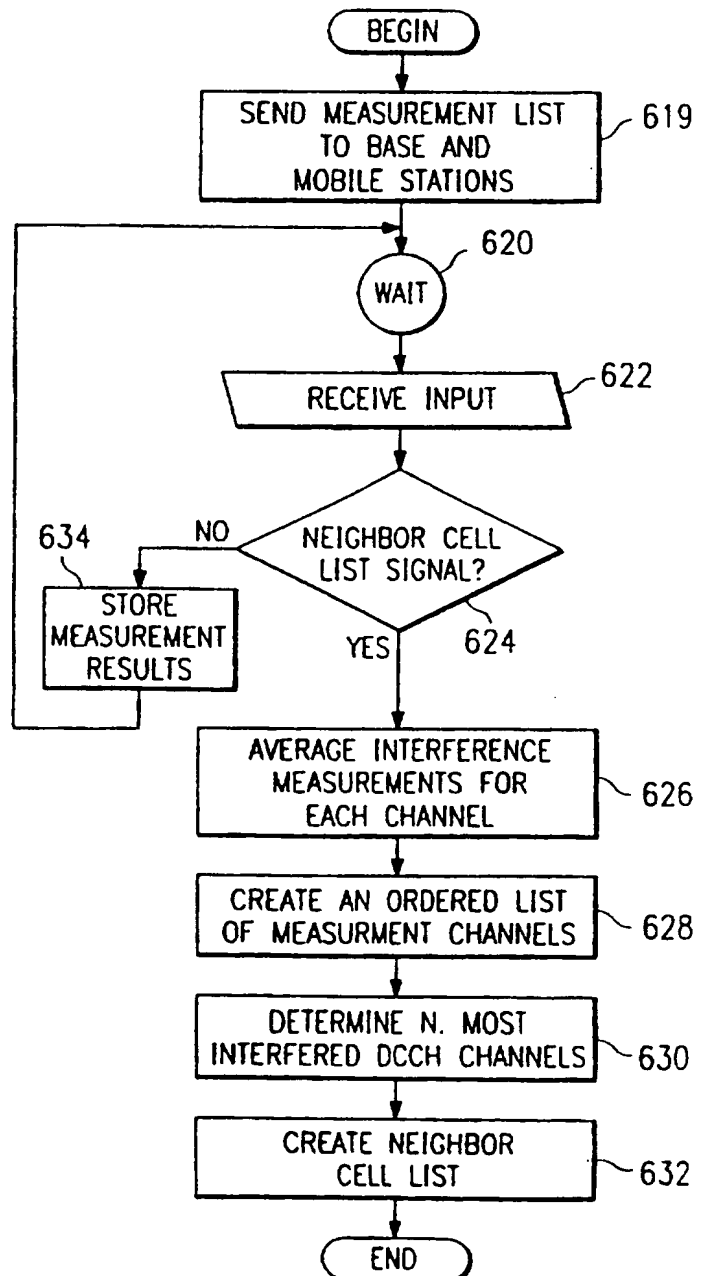 BEGIN
SEND MEASUREMENT LIST
TO BASE AND
MOBILE STATIONS
619
620
WAIT
RECEIVE INPUT
622
NEIGHBOR CELL
LIST SIGNAL?
624
NO
YES
634
STORE
MEASUREMENT
RESULTS
AVERAGE INTERFERENCE
MEASUREMENTS FOR
EACH CHANNEL
626
CREATE AN ORDERED LIST
OF MEASURMENT CHANNELS
628
DETERMINE N. MOST
INTERFERED DCCH CHANNELS
630
CREATE NEIGHBOR
CELL LIST
632
END